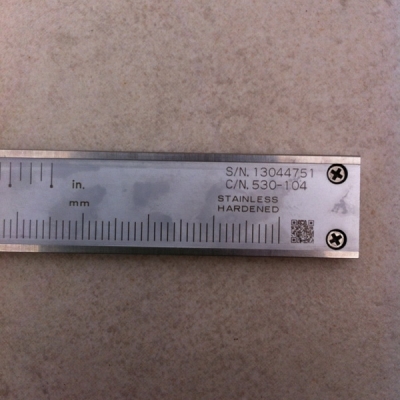 S/N. 13044751
C/N. 530-104
in.
STAINLESS
HARDENED
mm